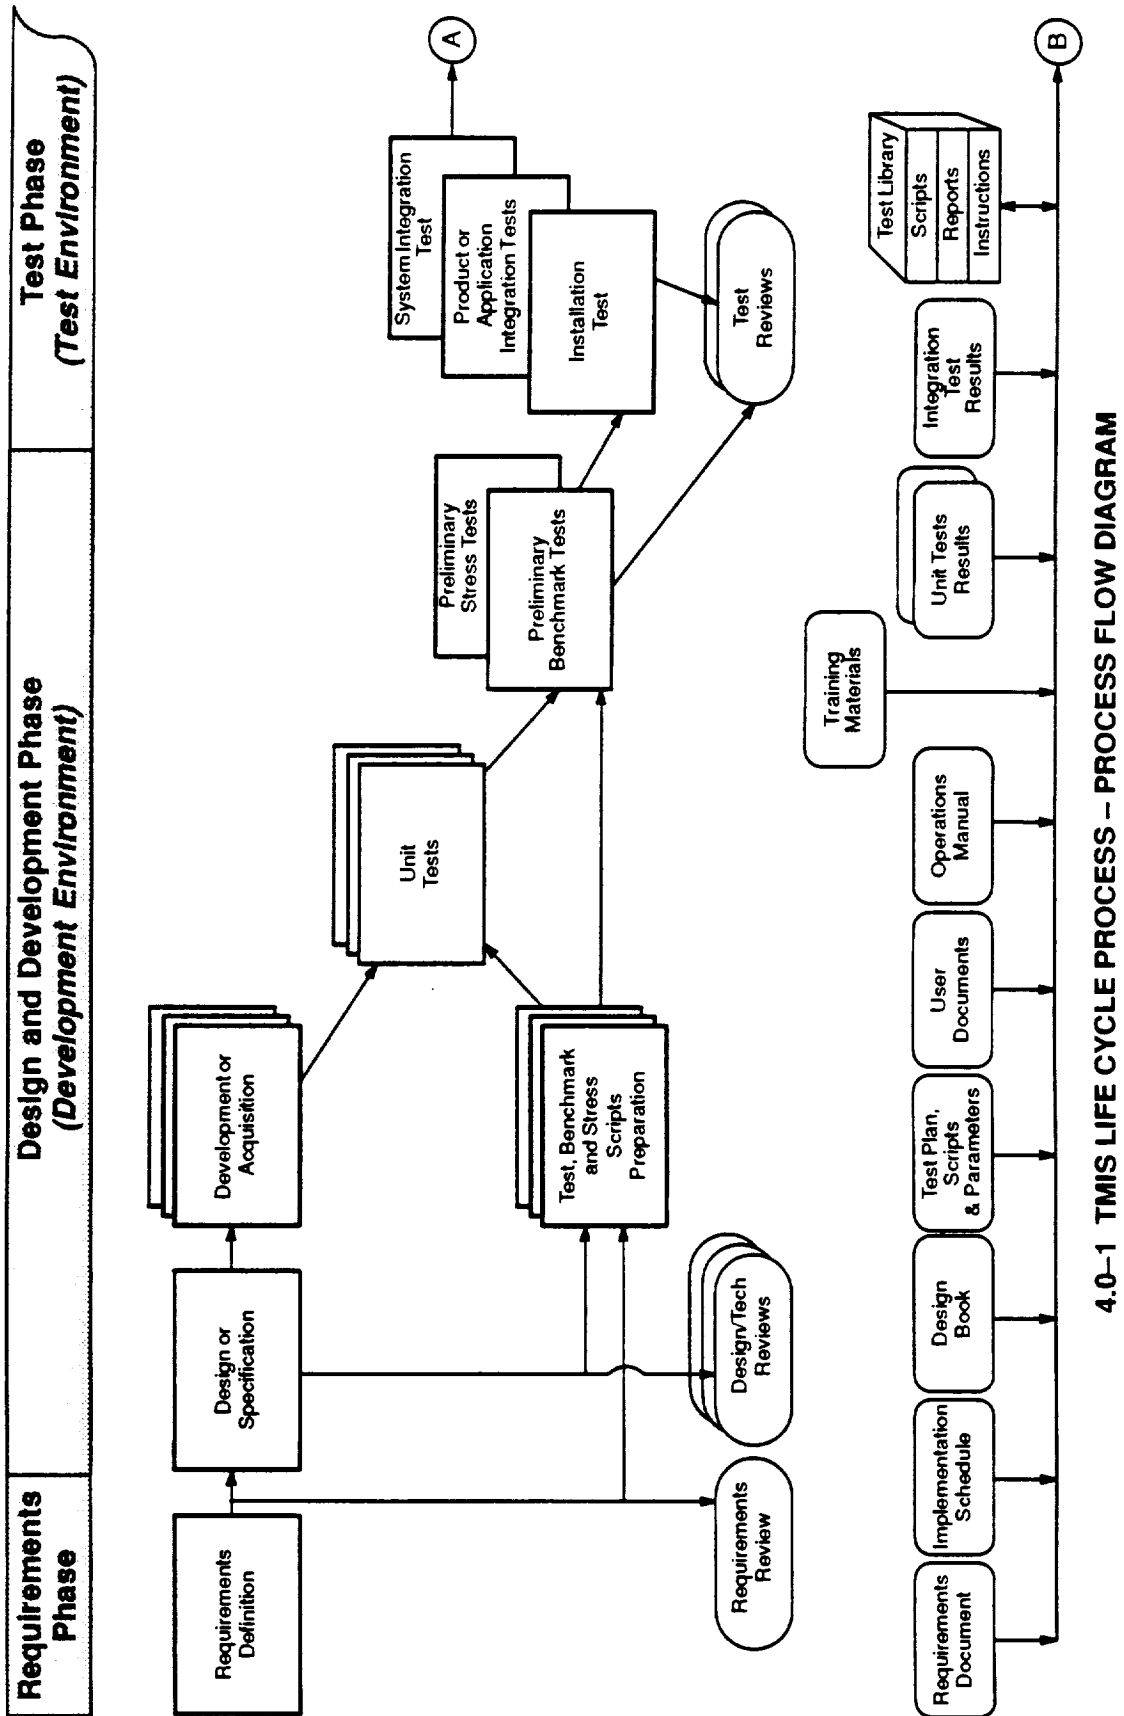 Requirements
Phase
Design and Development Phase
(Development Environment)
Test Phase
(Test Environment)
Requirements
Definition
Design or
Specification
Development or
Acquisition
Unit
Tests
Test, Benchmark
and Stress
Scripts
Preparation
Preliminary
Stress Tests
Preliminary
Benchmark Tests
System Integration
Test
Product or
Application
Integration Tests
Installation
Test
A
Requirements
Review
Design/Tech
Reviews
Test
Reviews
Requirements
Document
Implementation
Schedule
Design
Book
Test Plan,
Scripts
& Parameters
User
Documents
Operations
Manual
Training
Materials
Unit Tests
Results
Integration
Test
Results
Test Library
Scripts
Reports
Instructions
B
4.0–1 TMIS LIFE CYCLE PROCESS – PROCESS FLOW DIAGRAM